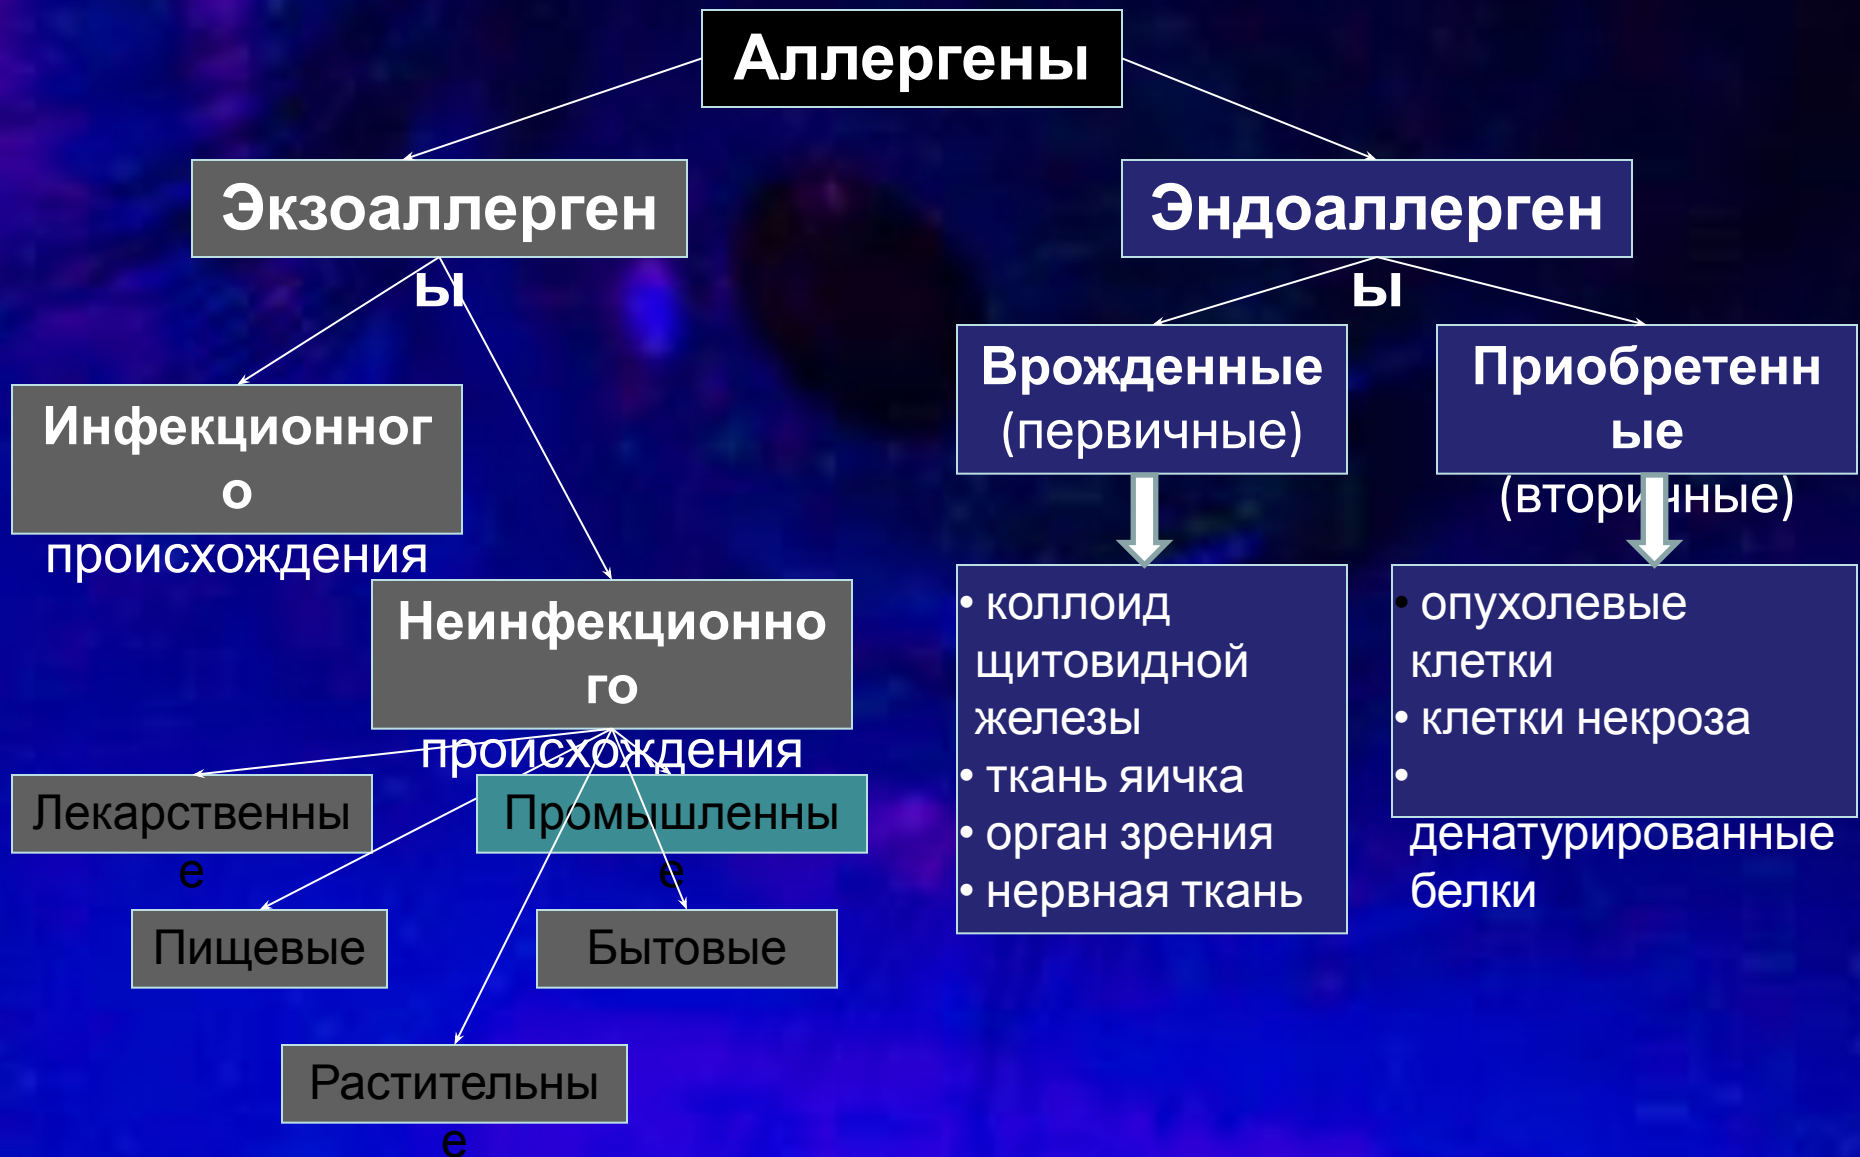 Аллергены
Экзоаллерген
ы
Эндоаллерген
ы
Инфекционног
о
происхождения
Неинфекционно
го
происхождения
Лекарственны
е
Промышленны
е
Пищевые
Бытовые
Растительны
е
Врожденные
(первичные)
Приобретенн
ые
(вторичные)
• коллоид
щитовидной
железы
• ткань яичка
• орган зрения
• нервная ткань
• опухолевые
клетки
• клетки некроза
•
денатурированные
белки